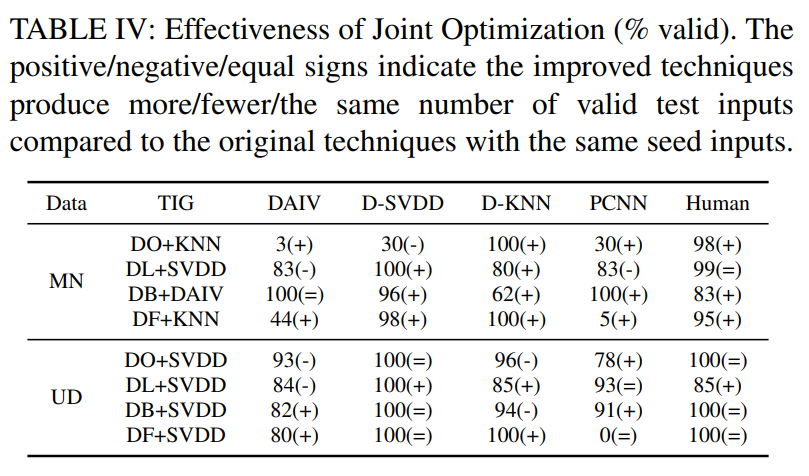 TABLE IV: Effectiveness of Joint Optimization (% valid). The
positive/negative/equal signs indicate the improved techniques
produce more/fewer/the same number of valid test inputs
compared to the original techniques with the same seed inputs.
Data TIG DAIV D-SVDD D-KNN PCNN Human
MN
DO+KNN 3(+) 30(-) 100(+) 30(+) 98(+)
DL+SVDD 83(-) 100(+) 80(+) 83(-) 99(=)
DB+DAIV 100(=) 96(+) 62(+) 100(+) 83(+)
DF+KNN 44(+) 98(+) 100(+) 5(+) 95(+)
UD
DO+SVDD 93(-) 100(=) 96(-) 78(+) 100(=)
DL+SVDD 84(-) 100(+) 85(+) 93(=) 85(+)
DB+SVDD 82(+) 100(=) 94(-) 91(+) 100(=)
DF+SVDD 80(+) 100(=) 100(+) 0(=) 100(=)